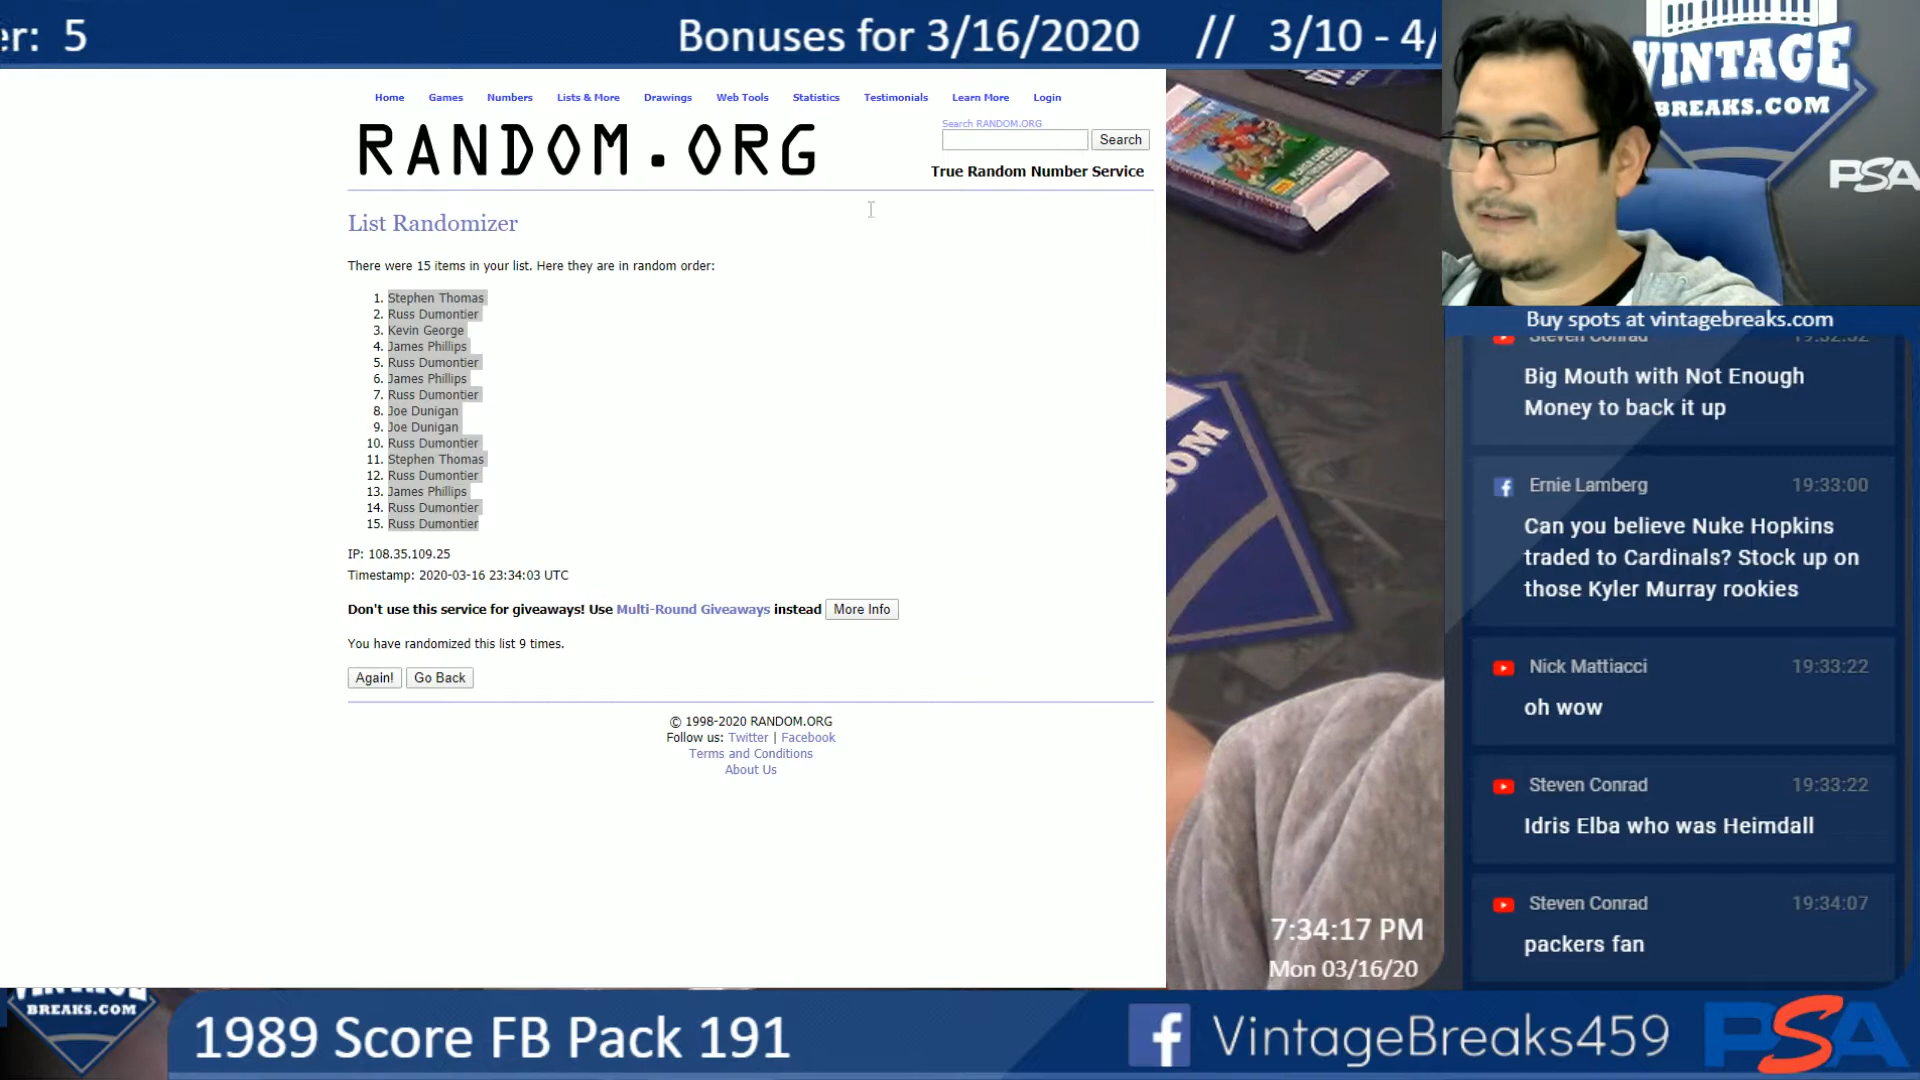 er: 5
Bonuses for 3/16/2020 // 3/10 - 4/
Home Games Numbers Lists & More Drawings Web Tools Statistics Testimonials Learn More Login
RANDOM.ORG
Search RANDOM.ORG
Search
True Random Number Service
List Randomizer
There were 15 items in your list. Here they are in random order:
1. Stephen Thomas
2. Russ Dumontier
3. Kevin George
4. James Phillips
5. Russ Dumontier
6. James Phillips
7. Russ Dumontier
8. Joe Dunigan
9. Joe Dunigan
10. Russ Dumontier
11. Stephen Thomas
12. Russ Dumontier
13. James Phillips
14. Russ Dumontier
15. Russ Dumontier
IP: 108.35.109.25
Timestamp: 2020-03-16 23:34:03 UTC
Don't use this service for giveaways! Use Multi-Round Giveaways instead More Info
You have randomized this list 9 times.
Again! Go Back
© 1998-2020 RANDOM.ORG
Follow us: Twitter | Facebook
Terms and Conditions
About Us
VINTAGE
BREAKS.COM
PSA
Buy spots at vintagebreaks.com
Steven Conrad 19:32:52
Big Mouth with Not Enough
Money to back it up
Ernie Lamberg 19:33:00
Can you believe Nuke Hopkins
traded to Cardinals? Stock up on
those Kyler Murray rookies
Nick Mattiacci 19:33:22
oh wow
Steven Conrad 19:33:22
Idris Elba who was Heimdall
Steven Conrad 19:34:07
packers fan
7:34:17 PM
Mon 03/16/20
BREAKS.COM
1989 Score FB Pack 191
VintageBreaks459
PSA